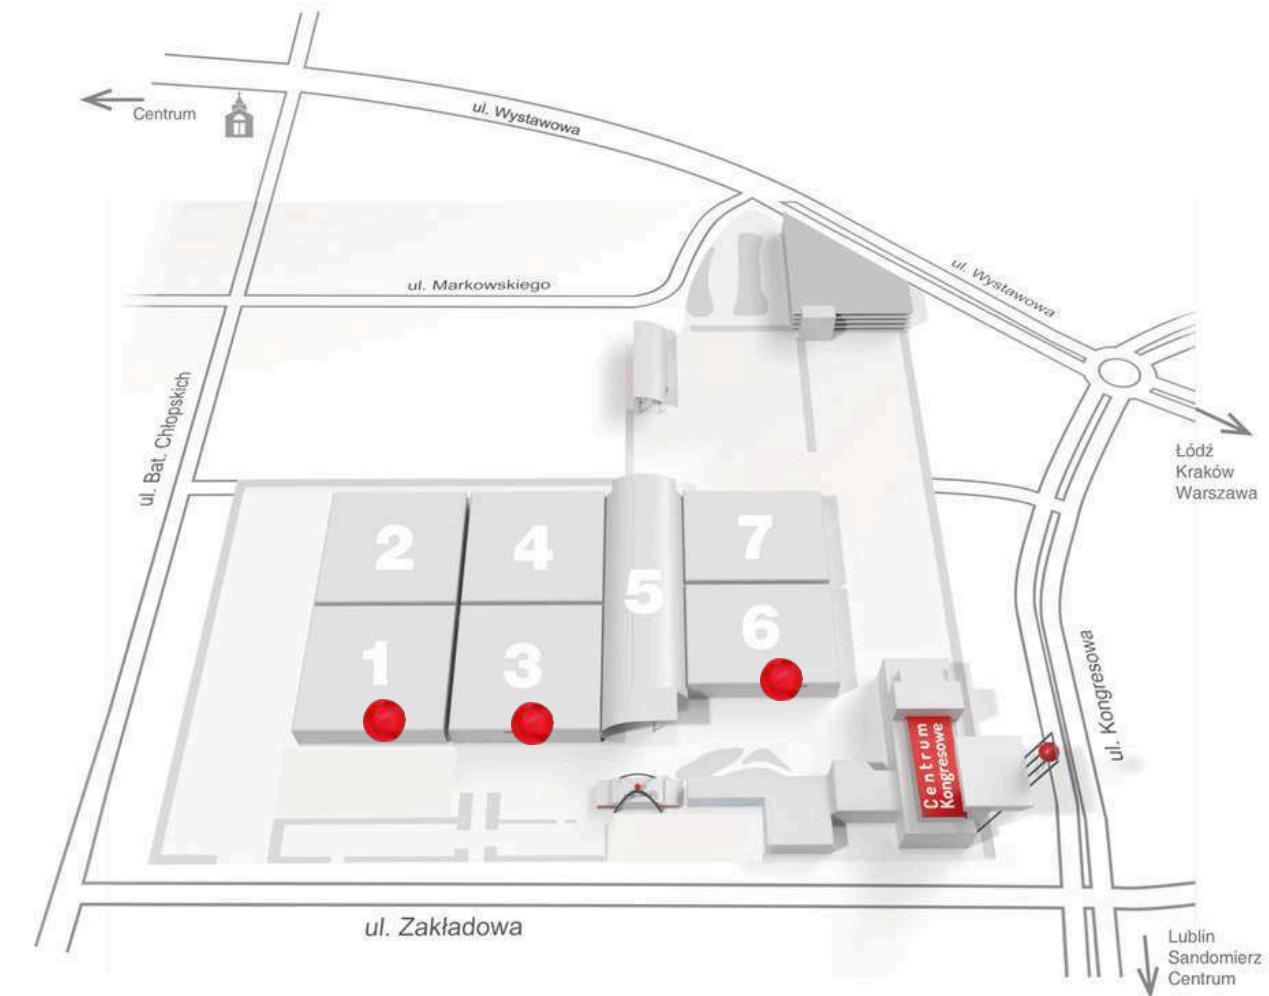 Centrum
ul. Wystawowa
ul. Wystawowa
ul. Markowskiego
ul. Bat. Chłopskich
Łódź
Kraków
Warszawa
2
4
7
5
1
3
6
ul. Kongresowa
Centrum
Kongresowe
ul. Zakładowa
Lublin
Sandomierz
Centrum